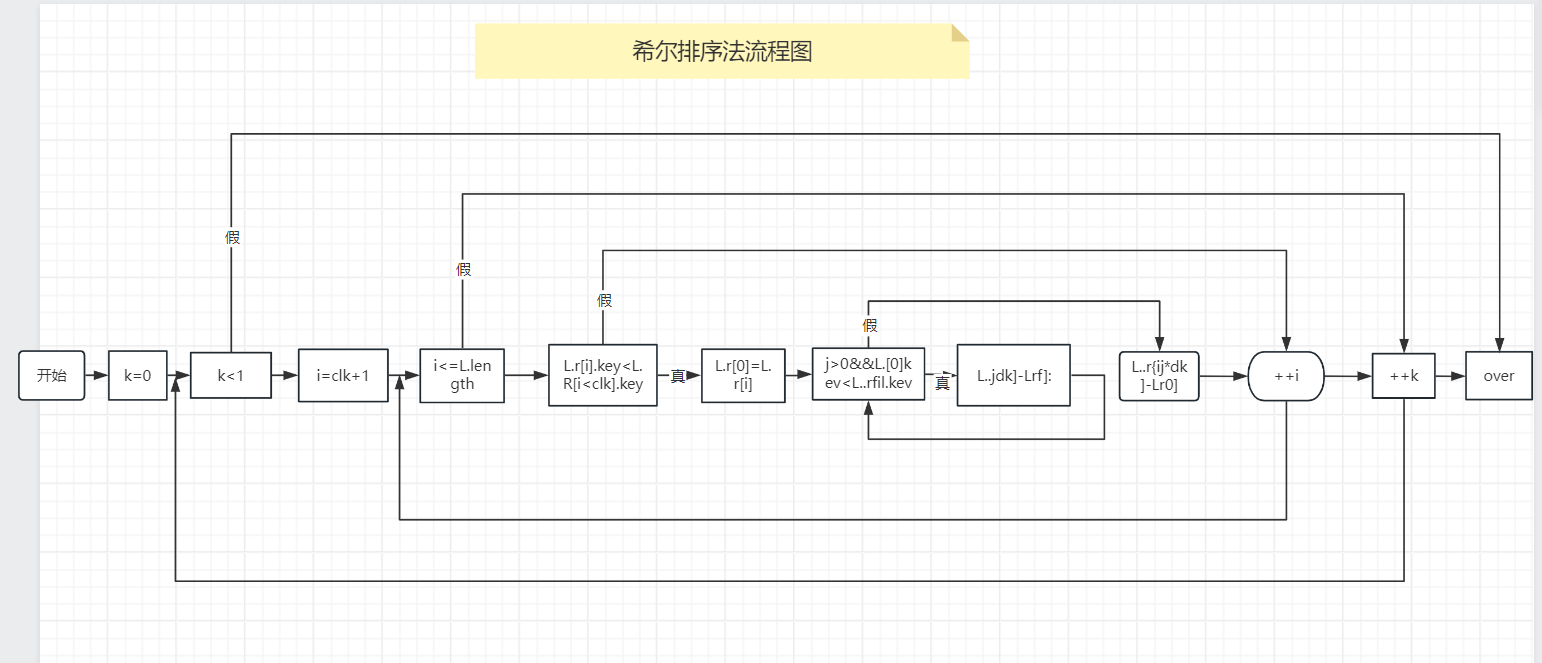 希尔排序法流程图
假
假
假
假
开始
k=0
k<1
i=clk+1
i<=L.len
gth
L.r[i].key<L.
R[i<clk].key
真
L.r[0]=L.
r[i]
j>0&&L.[0]k
ev<L..rfil.kev
真
L..jdk]-Lrf]:
L..r{ij*dk
]-Lr0]
++i
++k
over